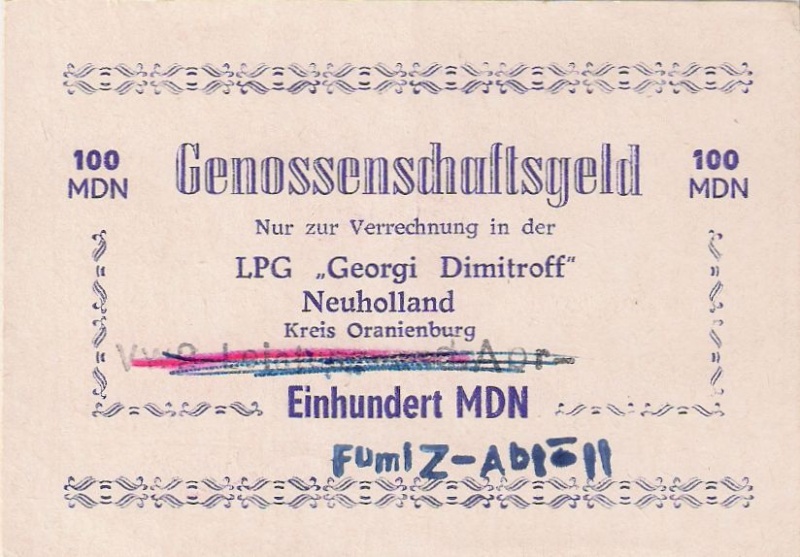 100 MDN Genossenschaftsgeld 100 MDN
Nur zur Verrechnung in der
LPG „Georgi Dimitroff“
Neuholland
Kreis Oranienburg
Einhundert MDN